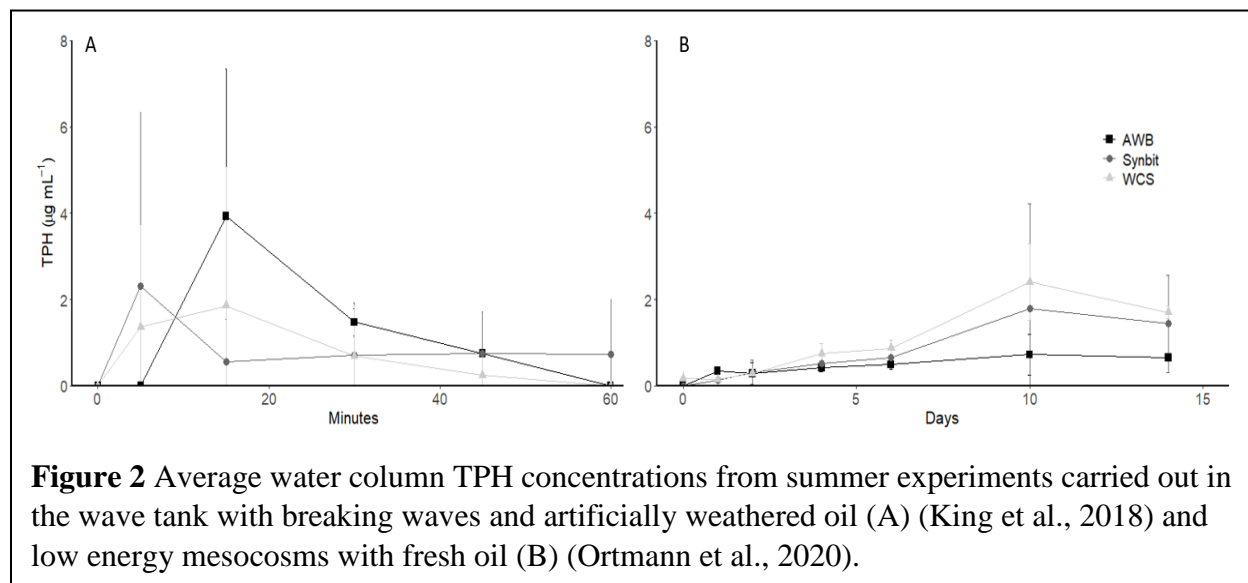 A
B
8
6
4
2
0
TPH (µg mL⁻¹)
0
20
40
60
Minutes
8
6
4
2
0
AWB
Synbit
WCS
0
5
10
15
Days
Figure 2 Average water column TPH concentrations from summer experiments carried out in
the wave tank with breaking waves and artificially weathered oil (A) (King et al., 2018) and
low energy mesocosms with fresh oil (B) (Ortmann et al., 2020).